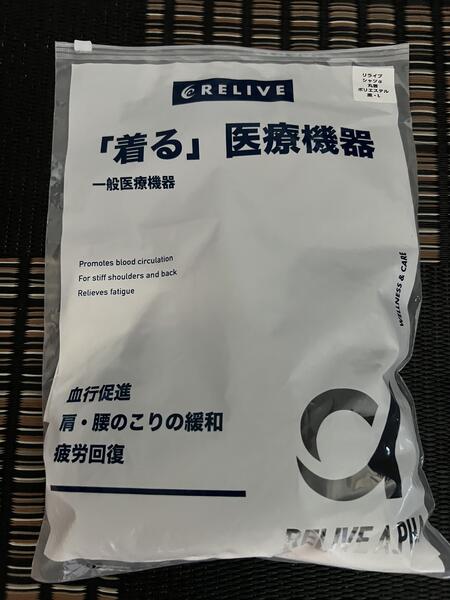 RELIVE
リライブ
シャツα
丸首
ポリエステル
黒・L
「着る」医療機器
一般医療機器
Promotes blood circulation
For stiff shoulders and back
Relieves fatigue
WELLNESS & CARE
血行促進
肩・腰のこりの緩和
疲労回復
RELIVE